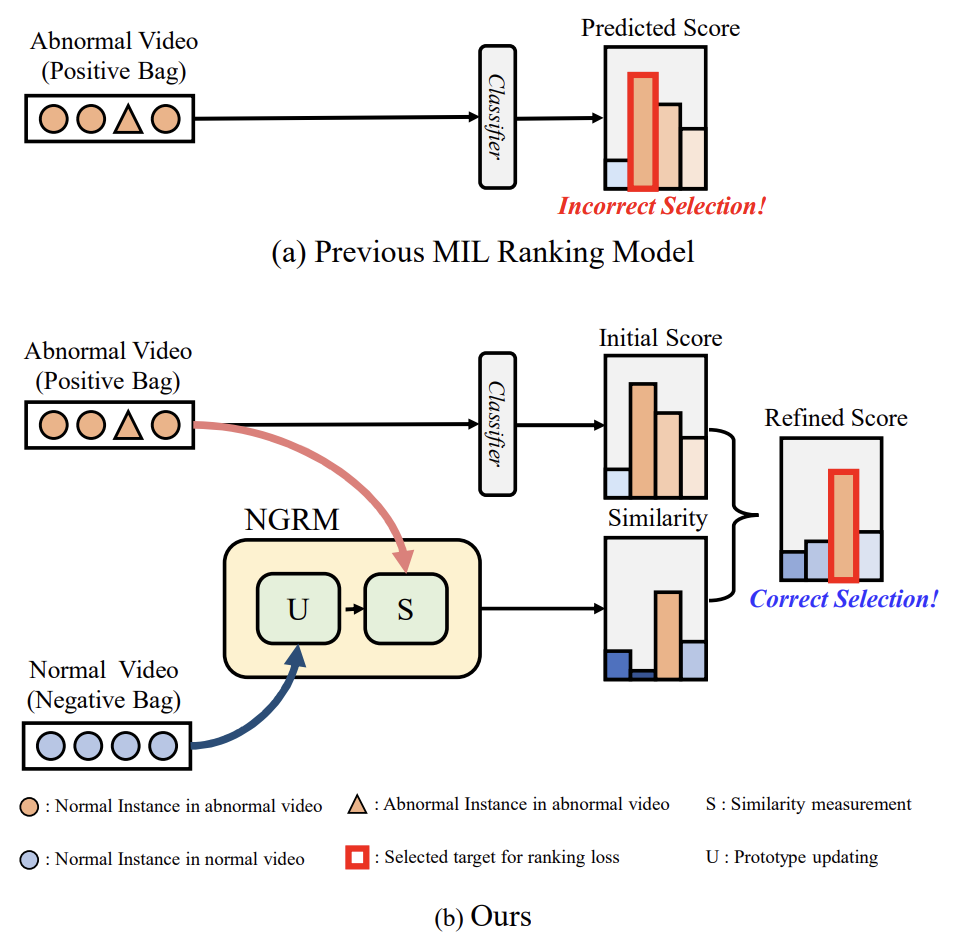 Abnormal Video
(Positive Bag)
Classifier
Predicted Score
Incorrect Selection!
(a) Previous MIL Ranking Model
Abnormal Video
(Positive Bag)
Classifier
Initial Score
Refined Score
Similarity
NGRM
U
S
Correct Selection!
Normal Video
(Negative Bag)
: Normal Instance in abnormal video
: Abnormal Instance in abnormal video
S : Similarity measurement
: Normal Instance in normal video
: Selected target for ranking loss
U : Prototype updating
(b) Ours